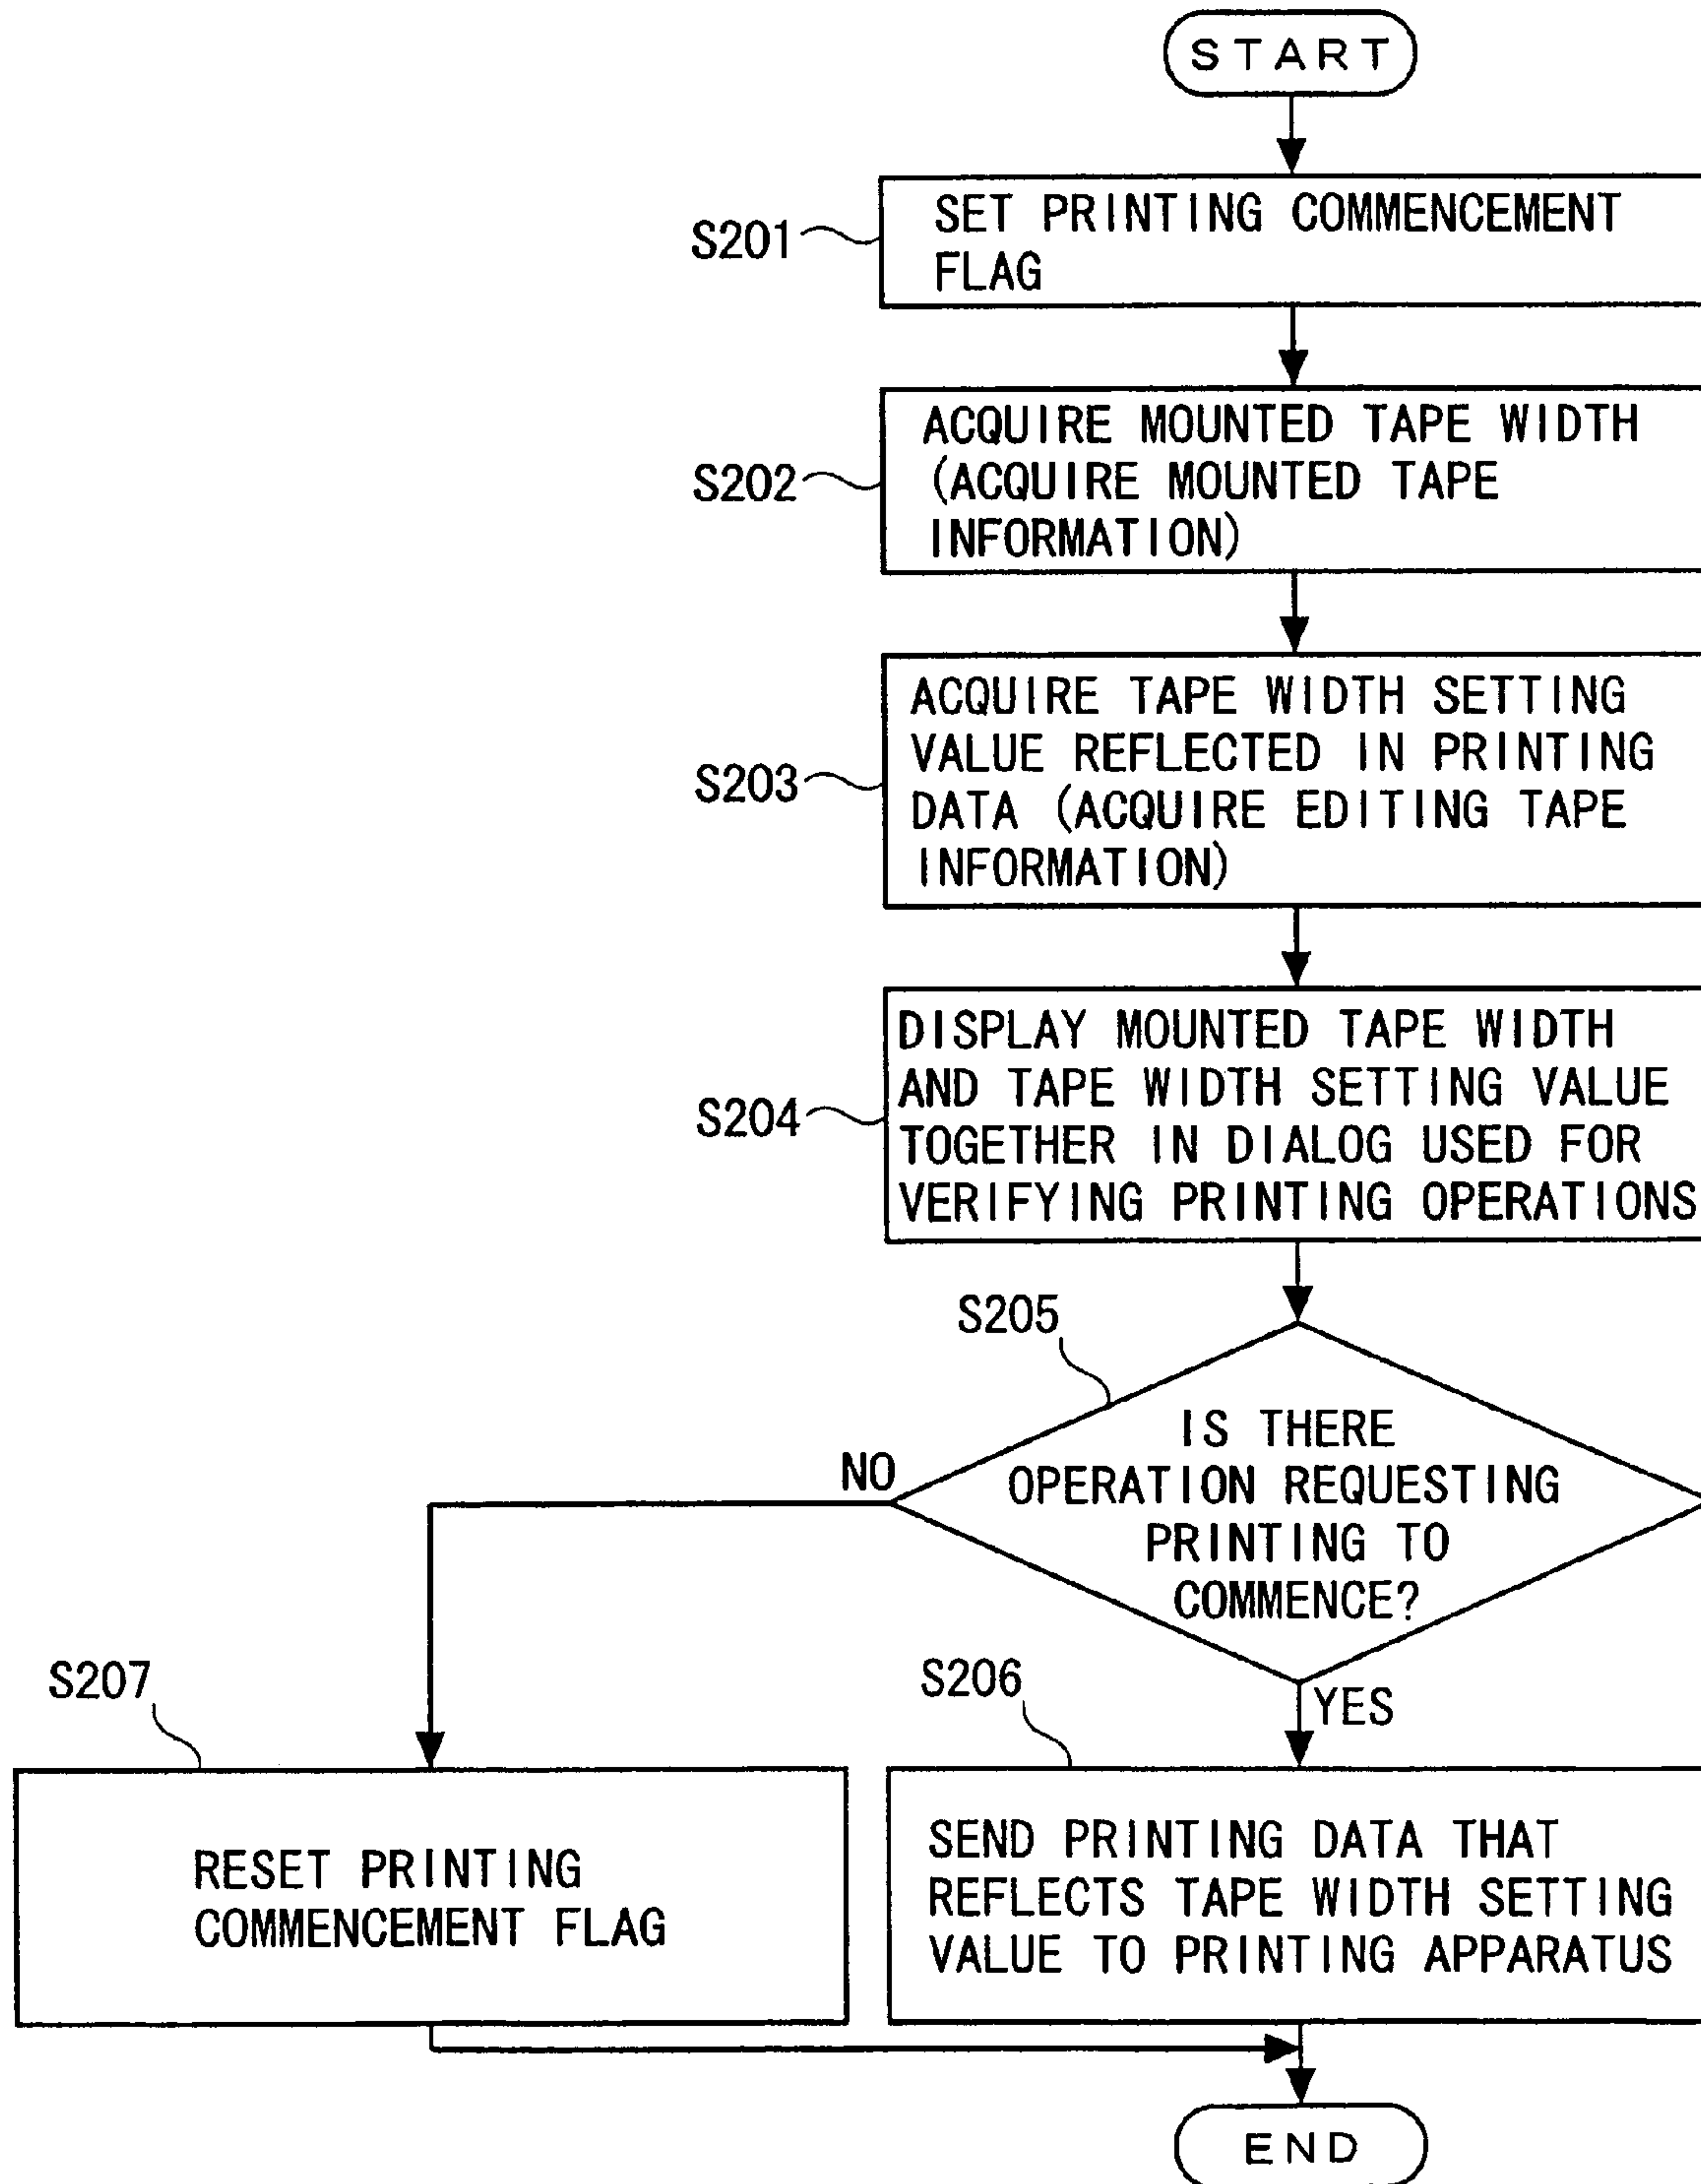 START
S201
SET PRINTING COMMENCEMENT
FLAG
S202
ACQUIRE MOUNTED TAPE WIDTH
(ACQUIRE MOUNTED TAPE
INFORMATION)
S203
ACQUIRE TAPE WIDTH SETTING
VALUE REFLECTED IN PRINTING
DATA (ACQUIRE EDITING TAPE
INFORMATION)
S204
DISPLAY MOUNTED TAPE WIDTH
AND TAPE WIDTH SETTING VALUE
TOGETHER IN DIALOG USED FOR
VERIFYING PRINTING OPERATIONS
S205
IS THERE
OPERATION REQUESTING
PRINTING TO
COMMENCE?
NO
YES
S207
RESET PRINTING
COMMENCEMENT FLAG
S206
SEND PRINTING DATA THAT
REFLECTS TAPE WIDTH SETTING
VALUE TO PRINTING APPARATUS
END